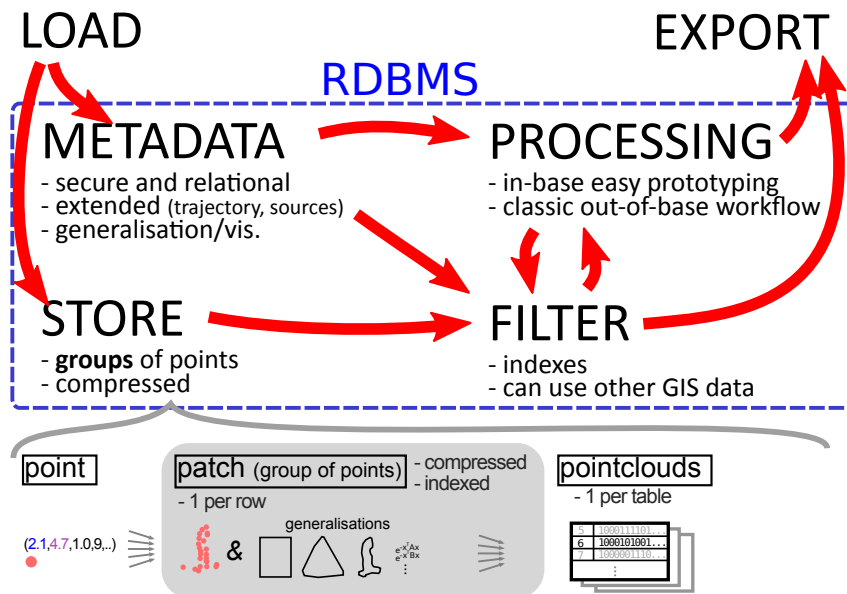 LOAD
EXPORT
RDBMS
METADATA
- secure and relational
- extended (trajectory, sources)
- generalisation/vis.
PROCESSING
- in-base easy prototyping
- classic out-of-base workflow
STORE
- groups of points
- compressed
FILTER
- indexes
- can use other GIS data
point
(2.1,4.7,1.0,9,..)
patch (group of points)
- compressed
- indexed
- 1 per row
generalisations
&
⋮
pointclouds
- 1 per table
5 1000111101...
6 1000101001...
7 1000001110...
⋮